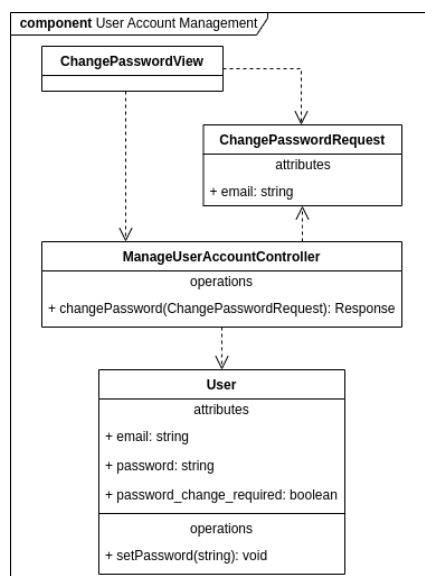 component User Account Management
ChangePasswordView
ChangePasswordRequest
attributes
+ email: string
ManageUserAccountController
operations
+ changePassword(ChangePasswordRequest): Response
User
attributes
+ email: string
+ password: string
+ password_change_required: boolean
operations
+ setPassword(string): void